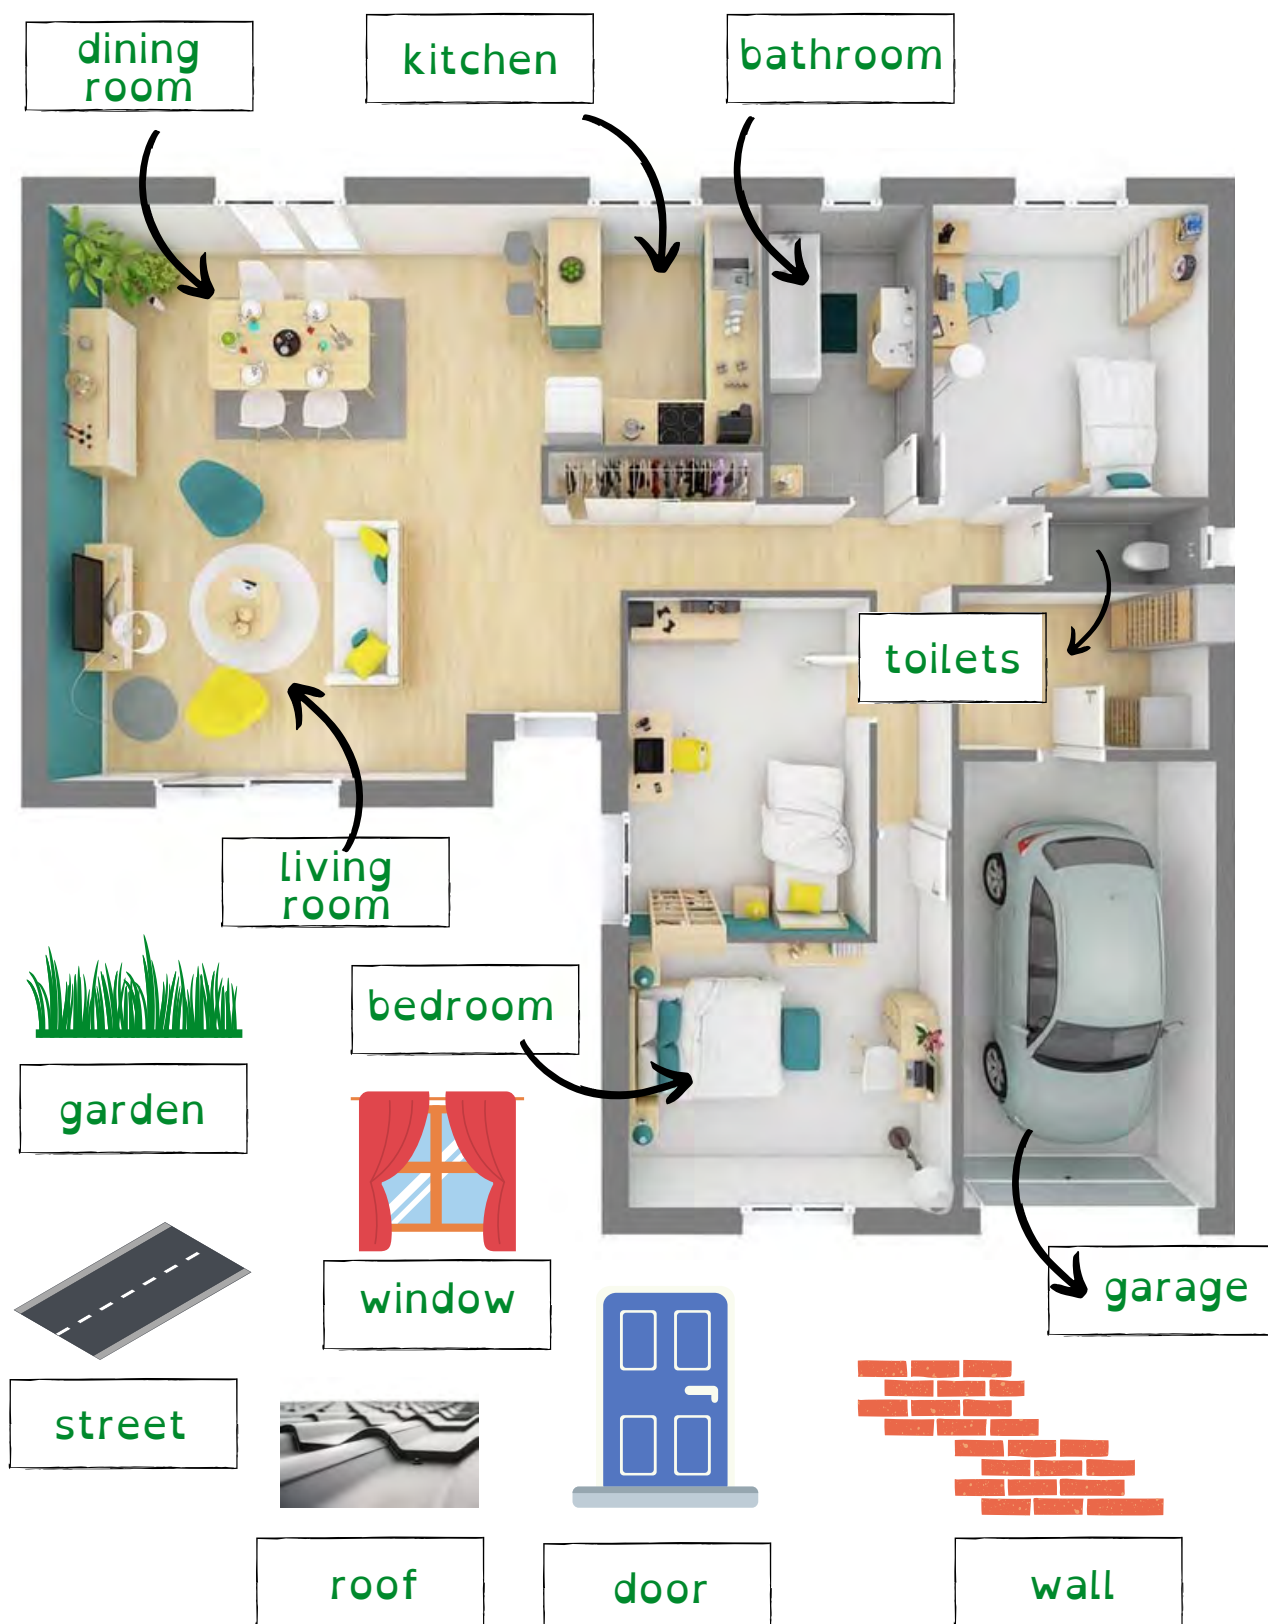 dining
room
kitchen
bathroom
toilets
living
room
bedroom
garden
window
garage
street
roof
door
wall